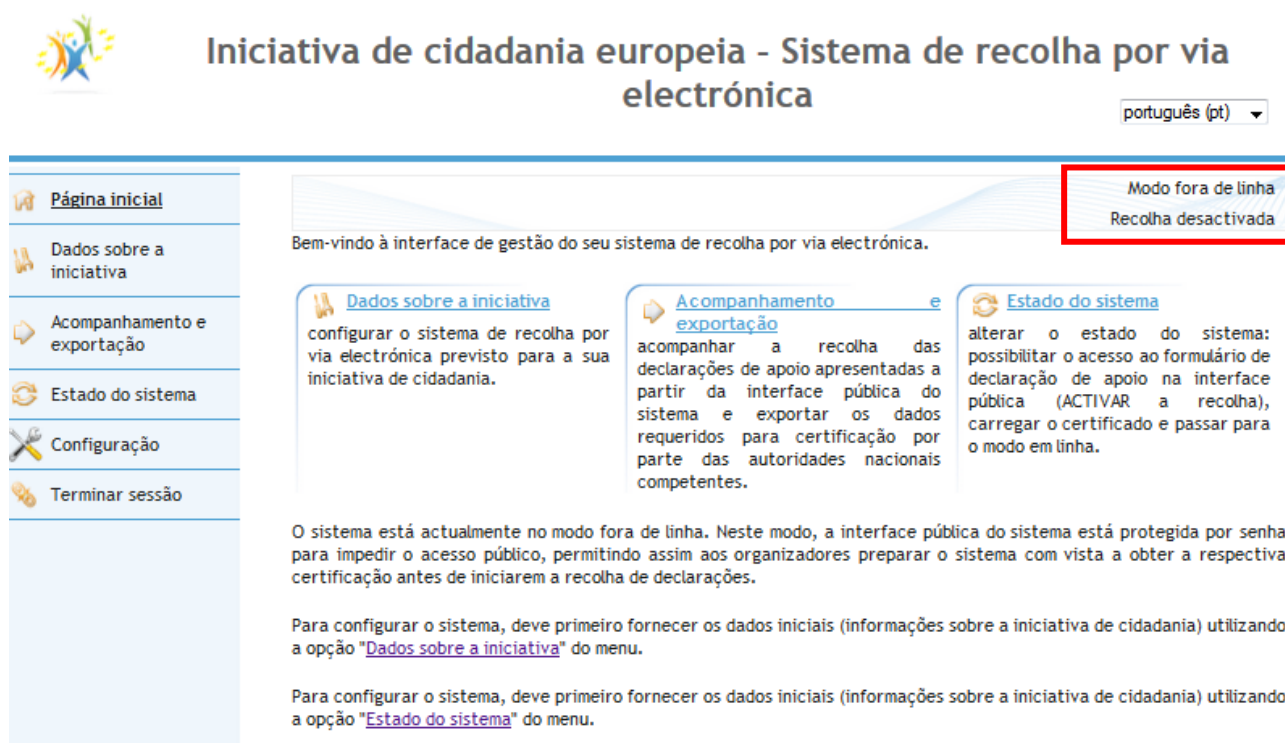 Iniciativa de cidadania europeia - Sistema de recolha por via
electrónica
português (pt)
Página inicial
Dados sobre a
iniciativa
Acompanhamento e
exportação
Estado do sistema
Configuração
Terminar sessão
Modo fora de linha
Recolha desactivada
Bem-vindo à interface de gestão do seu sistema de recolha por via electrónica.
Dados sobre a iniciativa
configurar o sistema de recolha por
via electrónica previsto para a sua
iniciativa de cidadania.
Acompanhamento e
exportação
acompanhar a recolha das
declarações de apoio apresentadas a
partir da interface pública do
sistema e exportar os dados
requeridos para certificação por
parte das autoridades nacionais
competentes.
Estado do sistema
alterar o estado do sistema:
possibilitar o acesso ao formulário de
declaração de apoio na interface
pública (ACTIVAR a recolha),
carregar o certificado e passar para
o modo em linha.
O sistema está actualmente no modo fora de linha. Neste modo, a interface pública do sistema está protegida por senha
para impedir o acesso público, permitindo assim aos organizadores preparar o sistema com vista a obter a respectiva
certificação antes de iniciarem a recolha de declarações.
Para configurar o sistema, deve primeiro fornecer os dados iniciais (informações sobre a iniciativa de cidadania) utilizando
a opção "Dados sobre a iniciativa" do menu.
Para configurar o sistema, deve primeiro fornecer os dados iniciais (informações sobre a iniciativa de cidadania) utilizando
a opção "Estado do sistema" do menu.